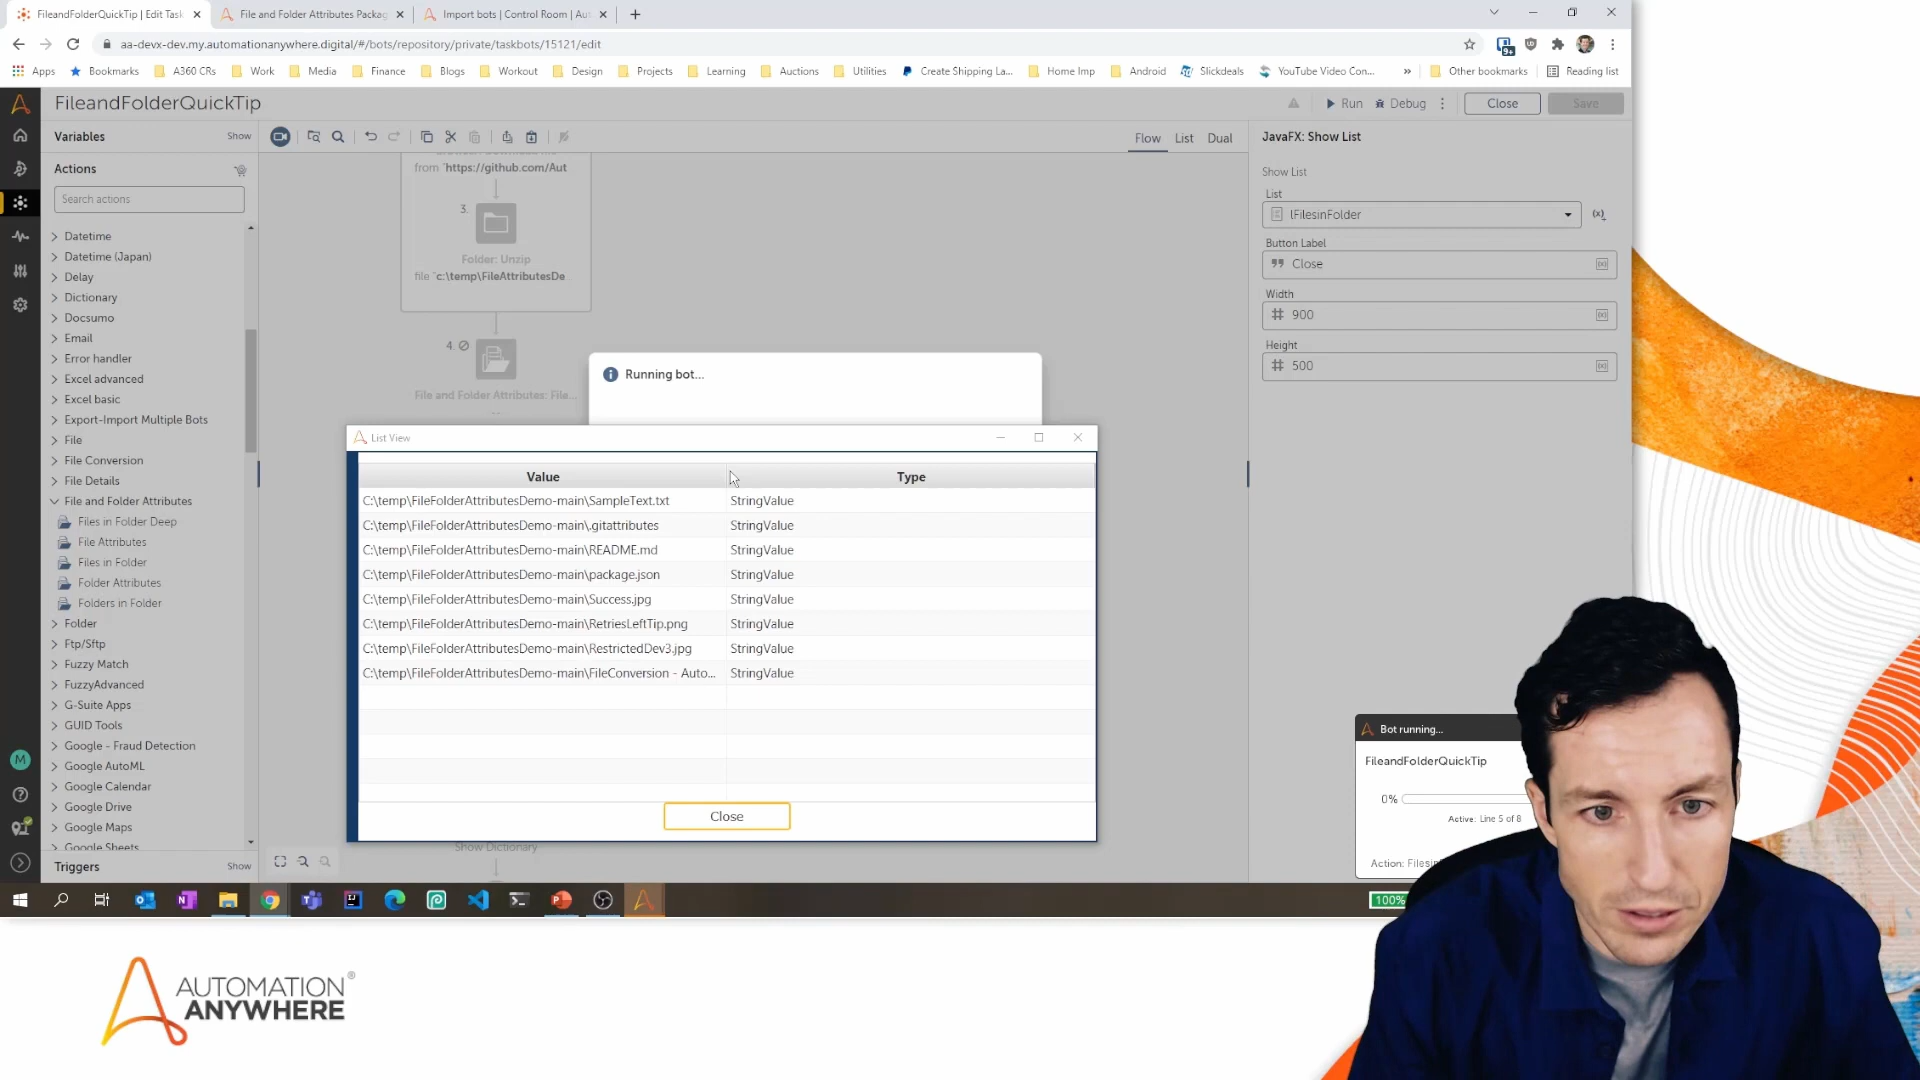 FileandFolderQuickTip | Edit Task
File and Folder Attributes Packag
Import bots | Control Room | Aut
aa-devx-dev.my.automationanywhere.digital/#/bots/repository/private/taskbots/15121/edit
9+
Apps
Bookmarks
A360 CRs
Work
Media
Finance
Blogs
Workout
Design
Projects
Learning
Auctions
Utilities
Create Shipping La...
Home Imp
Android
Slickdeals
YouTube Video Con...
»
Other bookmarks
Reading list
FileandFolderQuickTip
Run
Debug
Close
Save
Variables
Show
Flow
List
Dual
JavaFX: Show List
Actions
Search actions
Datetime
Datetime (Japan)
Delay
Dictionary
Docsumo
Email
Error handler
Excel advanced
Excel basic
Export-Import Multiple Bots
File
File Conversion
File Details
File and Folder Attributes
Files in Folder Deep
File Attributes
Files in Folder
Folder Attributes
Folders in Folder
Folder
Ftp/Sftp
Fuzzy Match
FuzzyAdvanced
G-Suite Apps
GUID Tools
Google - Fraud Detection
Google AutoML
Google Calendar
Google Drive
Google Maps
Google Sheets
Triggers
Show
M
from "https://github.com/Aut
3.
Folder: Unzip
file "c:\temp\FileAttributesDe...
4.
File and Folder Attributes: File...
Running bot...
List View
Value
Type
C:\temp\FileFolderAttributesDemo-main\SampleText.txt
StringValue
C:\temp\FileFolderAttributesDemo-main\.gitattributes
StringValue
C:\temp\FileFolderAttributesDemo-main\README.md
StringValue
C:\temp\FileFolderAttributesDemo-main\package.json
StringValue
C:\temp\FileFolderAttributesDemo-main\Success.jpg
StringValue
C:\temp\FileFolderAttributesDemo-main\RetriesLeftTip.png
StringValue
C:\temp\FileFolderAttributesDemo-main\RestrictedDev3.jpg
StringValue
C:\temp\FileFolderAttributesDemo-main\FileConversion - Auto...
StringValue
Close
Show Dictionary
Show List
List
lFilesinFolder
(x)
Button Label
Close
Width
900
Height
500
Bot running...
FileandFolderQuickTip
0%
Active: Line 5 of 8
Action: Filesin
100%
AUTOMATION
ANYWHERE
®